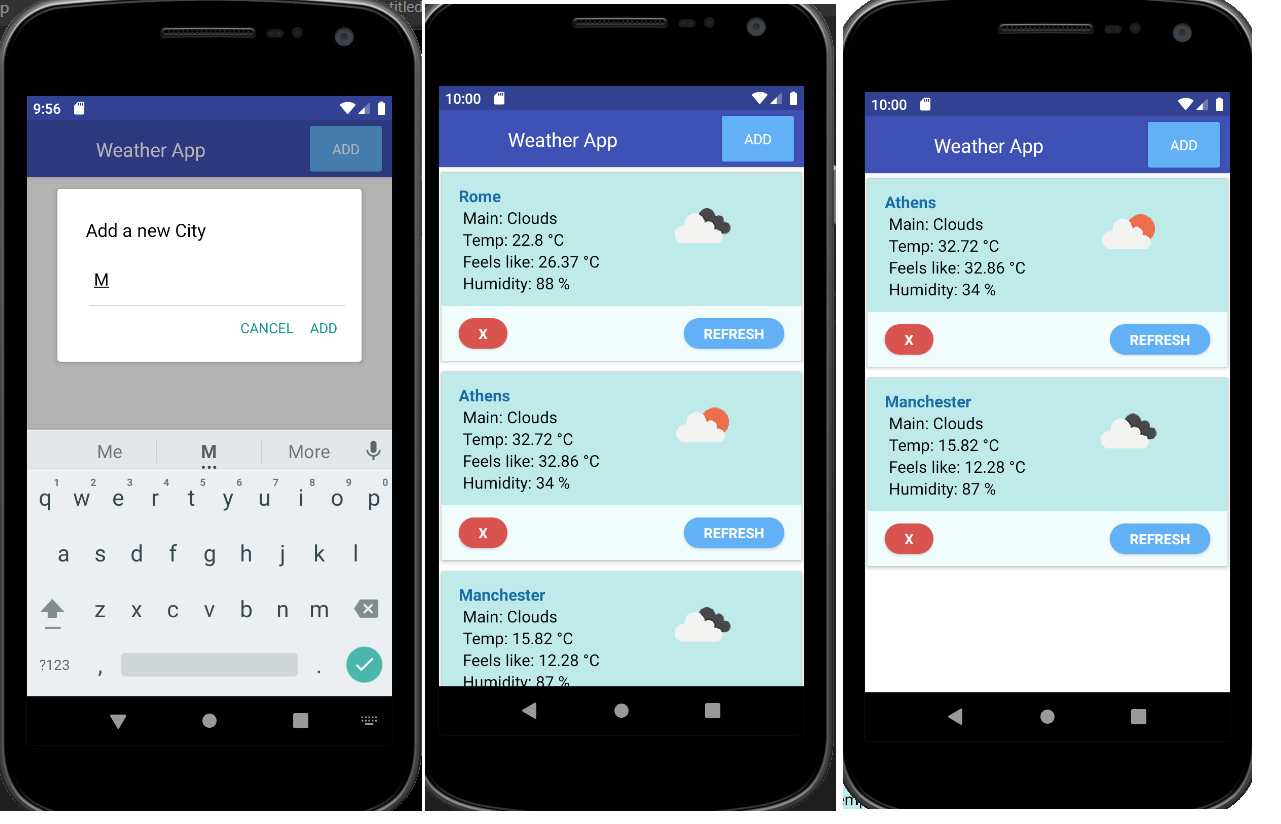 p
titled
9:56
Weather App
ADD
Add a new City
M
CANCEL ADD
Me M More
1 2 3 4 5 6 7 8 9 0
q w e r t y u i o p
a s d f g h j k l
z x c v b n m
?123 , .
10:00
Weather App
ADD
Rome
Main: Clouds
Temp: 22.8 °C
Feels like: 26.37 °C
Humidity: 88 %
X REFRESH
Athens
Main: Clouds
Temp: 32.72 °C
Feels like: 32.86 °C
Humidity: 34 %
X REFRESH
Manchester
Main: Clouds
Temp: 15.82 °C
Feels like: 12.28 °C
Humidity: 87 %
10:00
Weather App
ADD
Athens
Main: Clouds
Temp: 32.72 °C
Feels like: 32.86 °C
Humidity: 34 %
X REFRESH
Manchester
Main: Clouds
Temp: 15.82 °C
Feels like: 12.28 °C
Humidity: 87 %
X REFRESH